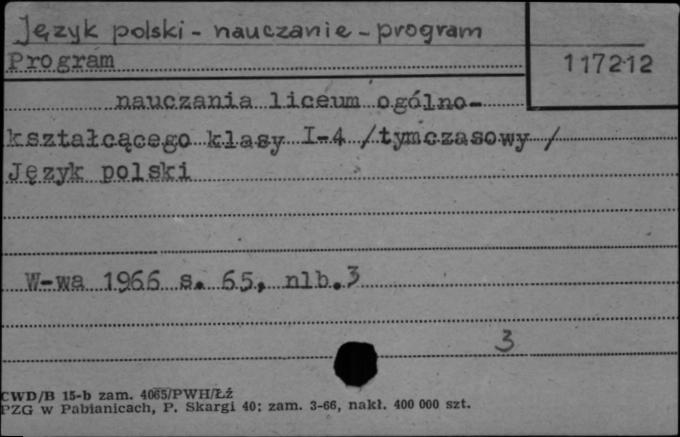 Język polski - nauczanie - program
Program
117212
nauczania liceum ogólno-
kształcącego klasy I-4 /tymczasowy /
Język polski
W-wa 1966 s. 65, nlb.3
3
CWD/B 15-b zam. 4065/PWH/Łź
PZG w Pabianicach, P. Skargi 40; zam. 3-66, nakł. 400 000 szt.